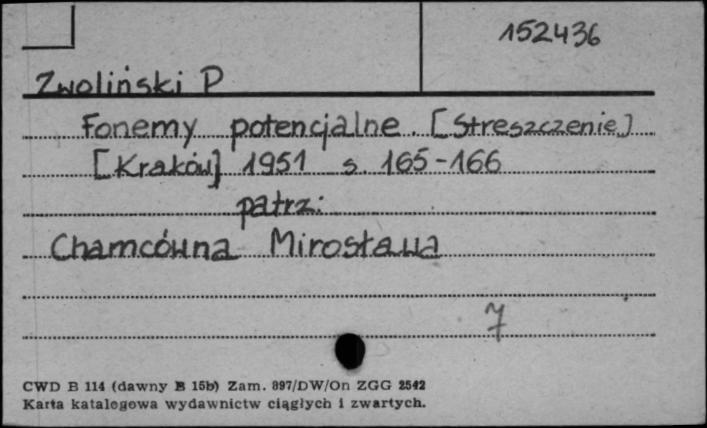 152436
Zwoliński P
Fonemy potencjalne. [Streszczenie]
[Kraków] 1951 s. 165-166
patrz:
Chamcówna Mirosława
7
CWD B 114 (dawny B 15b) Zam. 897/DW/On ZGG 2542
Karta katalogowa wydawnictw ciągłych i zwartych.